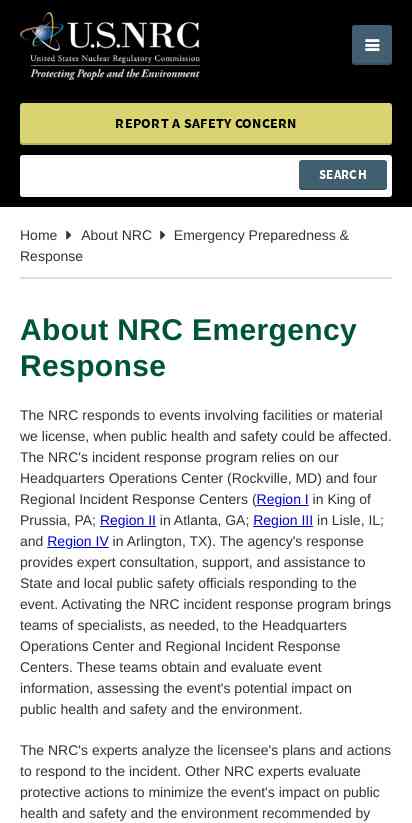 U.S.NRC
United States Nuclear Regulatory Commission
Protecting People and the Environment
REPORT A SAFETY CONCERN
SEARCH
Home About NRC Emergency Preparedness &
Response
About NRC Emergency
Response
The NRC responds to events involving facilities or material
we license, when public health and safety could be affected.
The NRC's incident response program relies on our
Headquarters Operations Center (Rockville, MD) and four
Regional Incident Response Centers (Region I in King of
Prussia, PA; Region II in Atlanta, GA; Region III in Lisle, IL;
and Region IV in Arlington, TX). The agency's response
provides expert consultation, support, and assistance to
State and local public safety officials responding to the
event. Activating the NRC incident response program brings
teams of specialists, as needed, to the Headquarters
Operations Center and Regional Incident Response
Centers. These teams obtain and evaluate event
information, assessing the event's potential impact on
public health and safety and the environment.
The NRC's experts analyze the licensee's plans and actions
to respond to the incident. Other NRC experts evaluate
protective actions to minimize the event's impact on public
health and safety and the environment recommended by